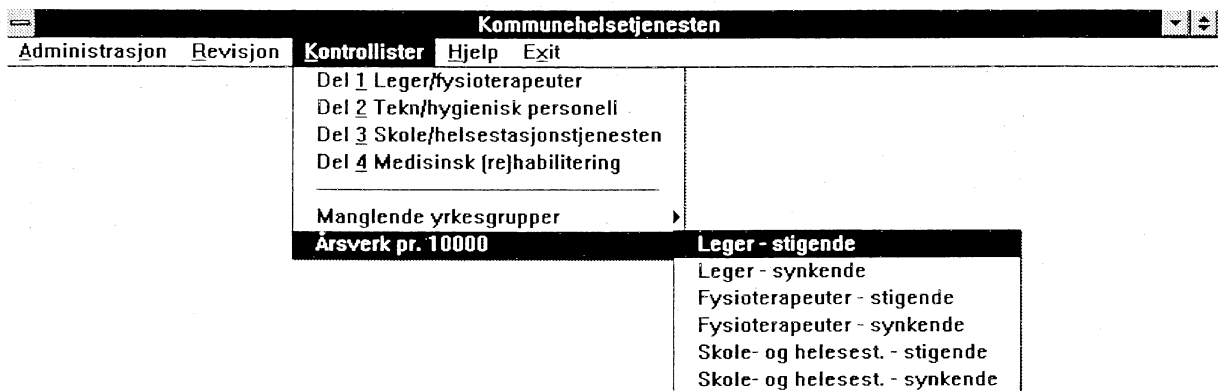 Kommunehelsetjenesten
Administrasjon Revisjon Kontrollister Hjelp Exit
Del 1 Leger/fysioterapeuter
Del 2 Tekn/hygienisk personell
Del 3 Skole/helsestasjonstjenesten
Del 4 Medisinsk (re)habilitering
Manglende yrkesgrupper
Årsverk pr. 10000 Leger - stigende
Leger - synkende
Fysioterapeuter - stigende
Fysioterapeuter - synkende
Skole- og helesest. - stigende
Skole- og helesest. - synkende